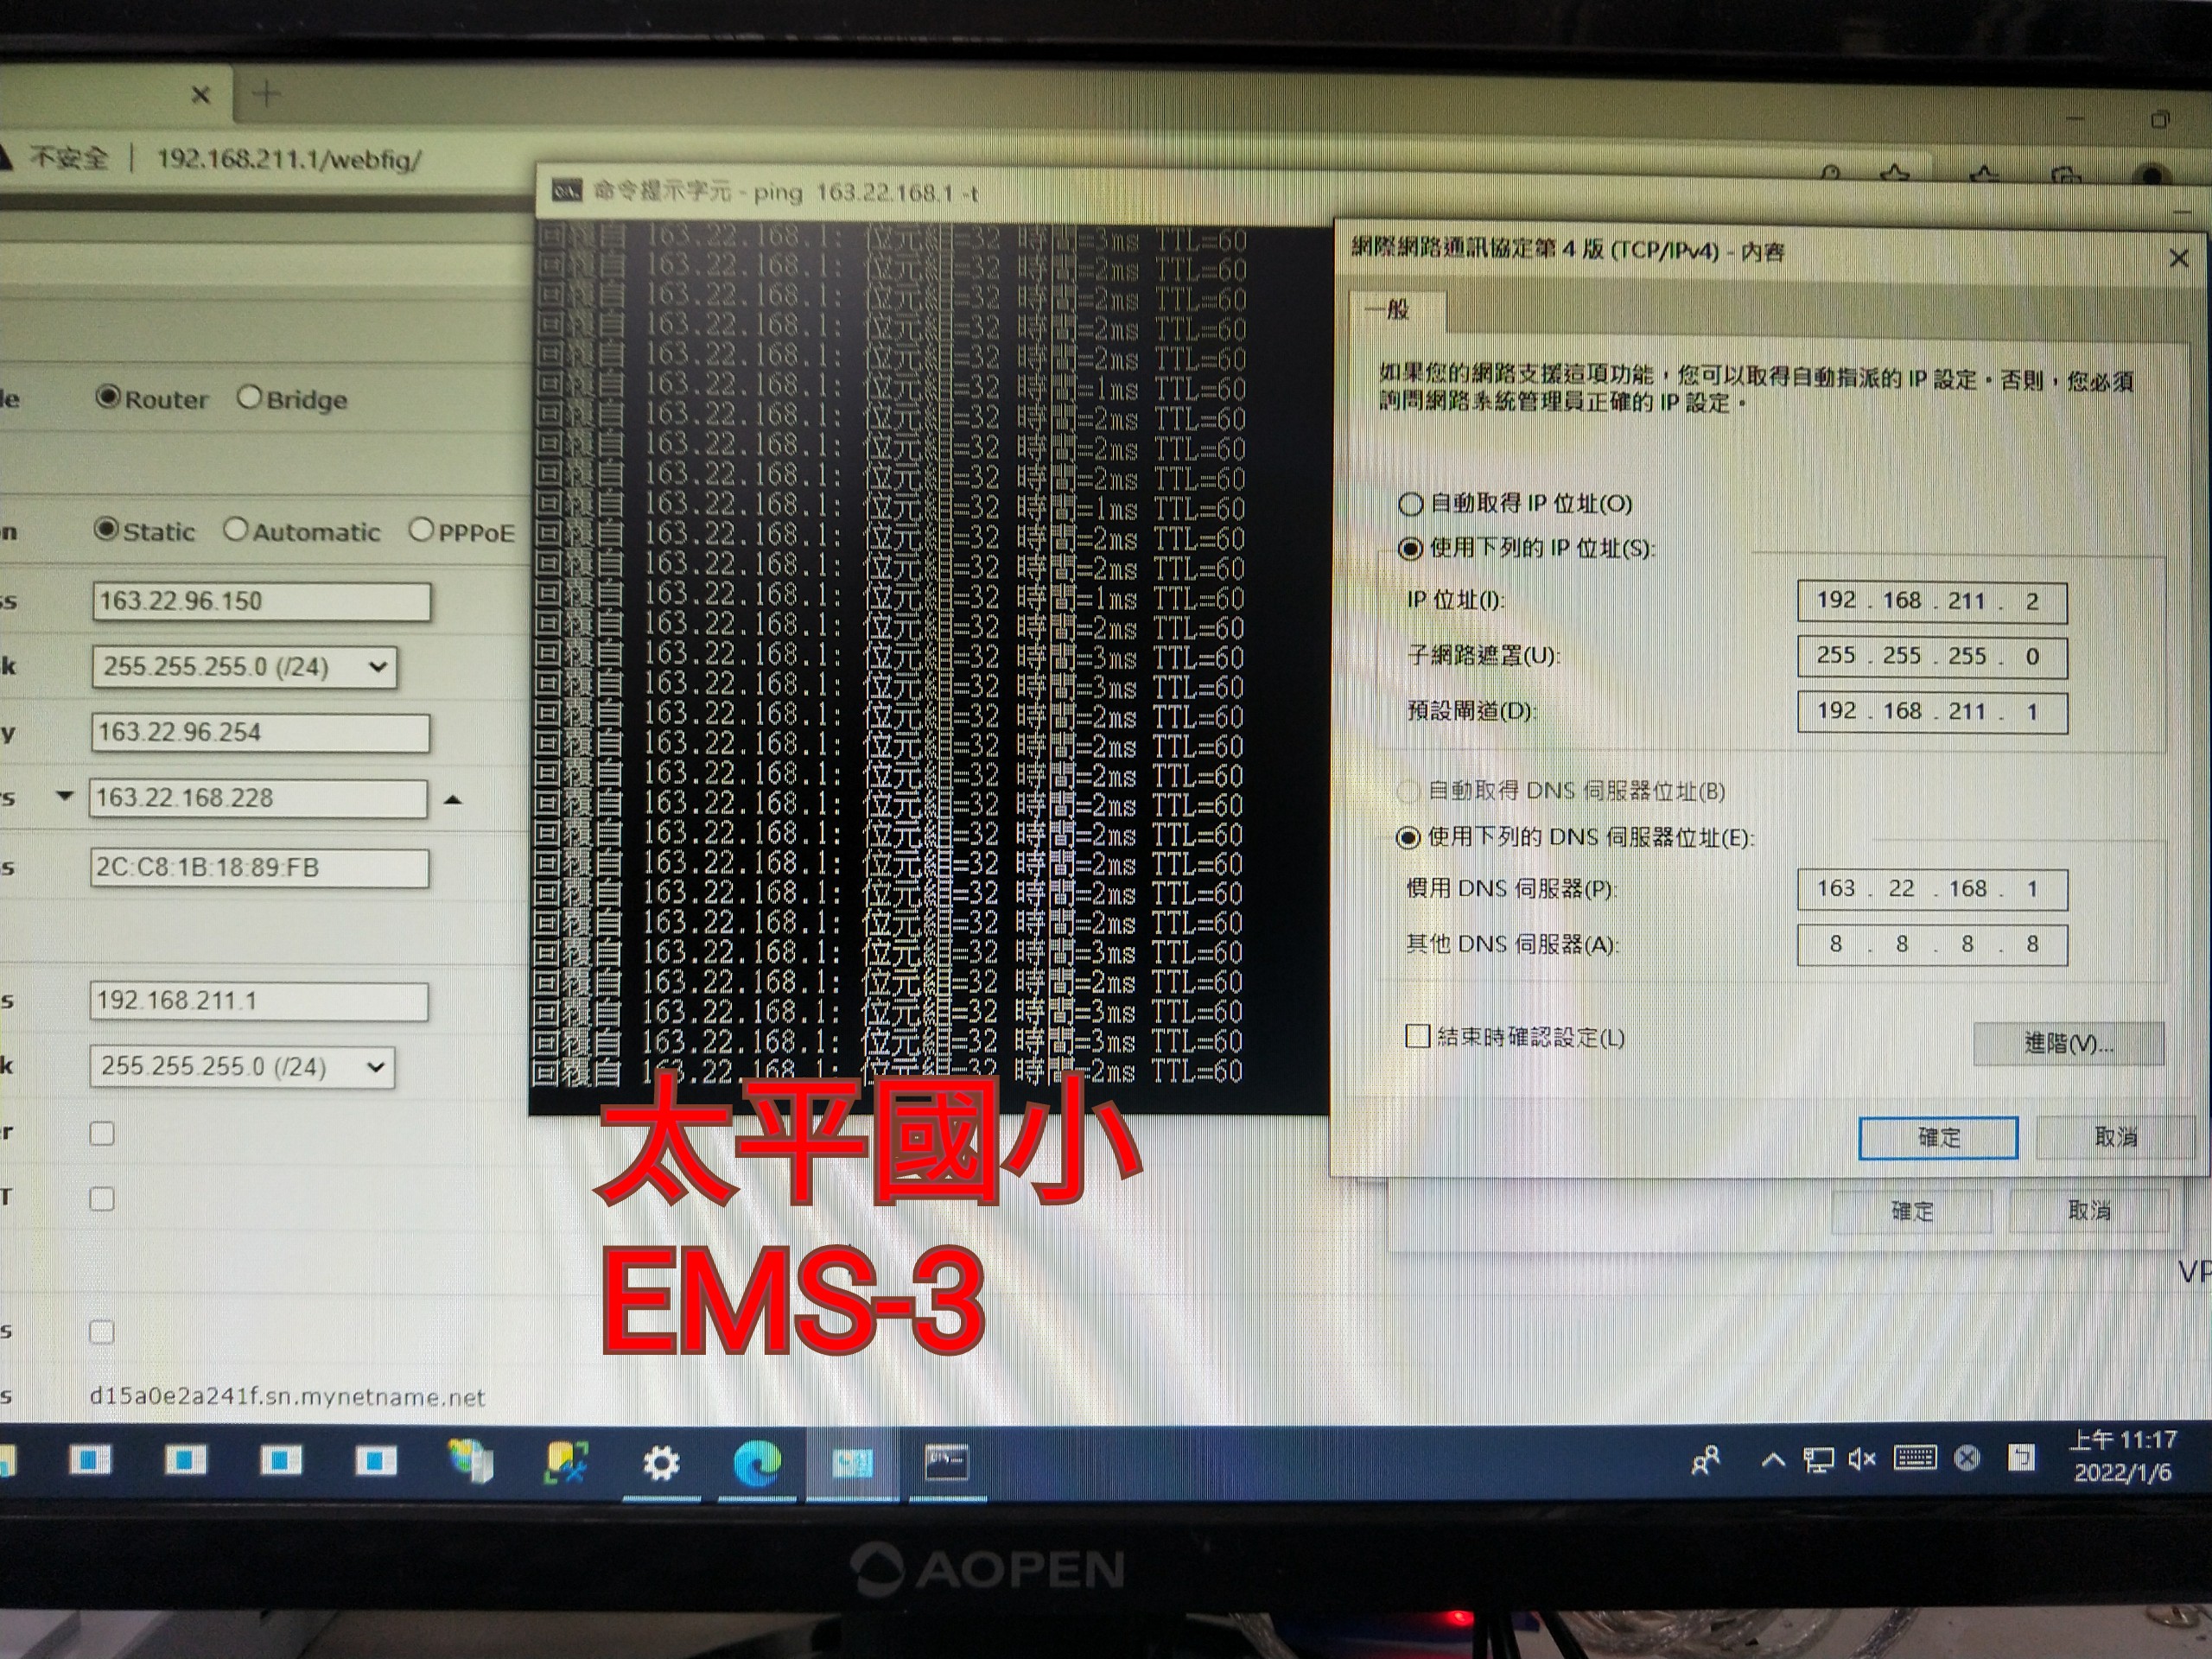 不安全 | 192.168.211.1/webfig/
命令提示字元 - ping 163.22.168.1 -t
回覆自 163.22.168.1: 位元組=32 時間=3ms TTL=60
回覆自 163.22.168.1: 位元組=32 時間=2ms TTL=60
回覆自 163.22.168.1: 位元組=32 時間=2ms TTL=60
回覆自 163.22.168.1: 位元組=32 時間=2ms TTL=60
回覆自 163.22.168.1: 位元組=32 時間=2ms TTL=60
回覆自 163.22.168.1: 位元組=32 時間=1ms TTL=60
回覆自 163.22.168.1: 位元組=32 時間=2ms TTL=60
回覆自 163.22.168.1: 位元組=32 時間=2ms TTL=60
回覆自 163.22.168.1: 位元組=32 時間=2ms TTL=60
回覆自 163.22.168.1: 位元組=32 時間=1ms TTL=60
回覆自 163.22.168.1: 位元組=32 時間=2ms TTL=60
回覆自 163.22.168.1: 位元組=32 時間=2ms TTL=60
回覆自 163.22.168.1: 位元組=32 時間=1ms TTL=60
回覆自 163.22.168.1: 位元組=32 時間=2ms TTL=60
回覆自 163.22.168.1: 位元組=32 時間=3ms TTL=60
回覆自 163.22.168.1: 位元組=32 時間=3ms TTL=60
回覆自 163.22.168.1: 位元組=32 時間=2ms TTL=60
回覆自 163.22.168.1: 位元組=32 時間=2ms TTL=60
回覆自 163.22.168.1: 位元組=32 時間=2ms TTL=60
回覆自 163.22.168.1: 位元組=32 時間=2ms TTL=60
回覆自 163.22.168.1: 位元組=32 時間=2ms TTL=60
回覆自 163.22.168.1: 位元組=32 時間=2ms TTL=60
回覆自 163.22.168.1: 位元組=32 時間=2ms TTL=60
回覆自 163.22.168.1: 位元組=32 時間=2ms TTL=60
回覆自 163.22.168.1: 位元組=32 時間=3ms TTL=60
回覆自 163.22.168.1: 位元組=32 時間=2ms TTL=60
回覆自 163.22.168.1: 位元組=32 時間=3ms TTL=60
回覆自 163.22.168.1: 位元組=32 時間=3ms TTL=60
回覆自 163.22.168.1: 位元組=32 時間=2ms TTL=60
Router Bridge
Static Automatic PPPoE
163.22.96.150
255.255.255.0 (/24)
163.22.96.254
163.22.168.228
2C:C8:1B:18:89:FB
192.168.211.1
255.255.255.0 (/24)
d15a0e2a241f.sn.mynetname.net
網際網路通訊協定第 4 版 (TCP/IPv4) - 內容
一般
如果您的網路支援這項功能，您可以取得自動指派的 IP 設定。否則，您必須
詢問網路系統管理員正確的 IP 設定。
自動取得 IP 位址(O)
使用下列的 IP 位址(S):
IP 位址(I): 192 . 168 . 211 . 2
子網路遮罩(U): 255 . 255 . 255 . 0
預設閘道(D): 192 . 168 . 211 . 1
自動取得 DNS 伺服器位址(B)
使用下列的 DNS 伺服器位址(E):
慣用 DNS 伺服器(P): 163 . 22 . 168 . 1
其他 DNS 伺服器(A): 8 . 8 . 8 . 8
結束時確認設定(L)
進階(V)...
確定 取消
確定 取消
太平國小
EMS-3
上午 11:17
2022/1/6
AOPEN